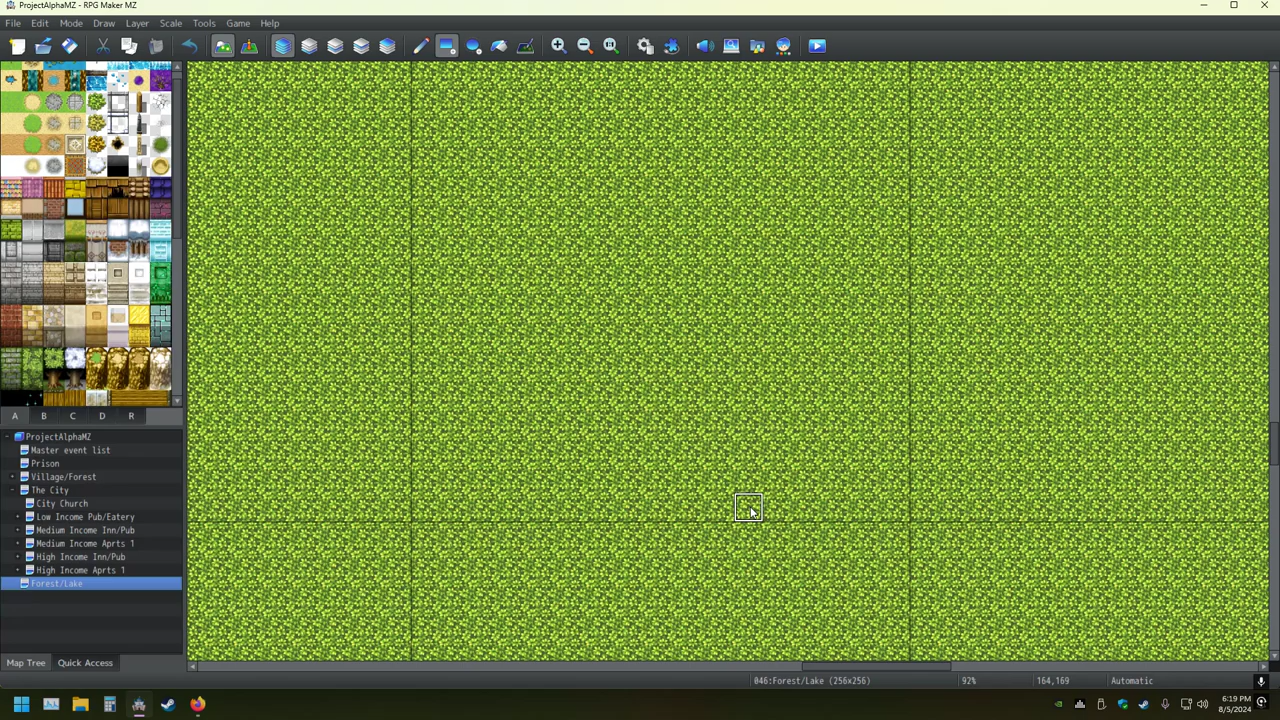 ProjectAlphaMZ - RPG Maker MZ
File Edit Mode Draw Layer Scale Tools Game Help
A B C D R
ProjectAlphaMZ
Master event list
Prison
Village/Forest
The City
City Church
Low Income Pub/Eatery
Medium Income Inn/Pub
Medium Income Aprts 1
High Income Inn/Pub
High Income Aprts 1
Forest/Lake
Map Tree Quick Access
046:Forest/Lake (256x256) 92% 164,169 Automatic
6:19 PM
8/5/2024